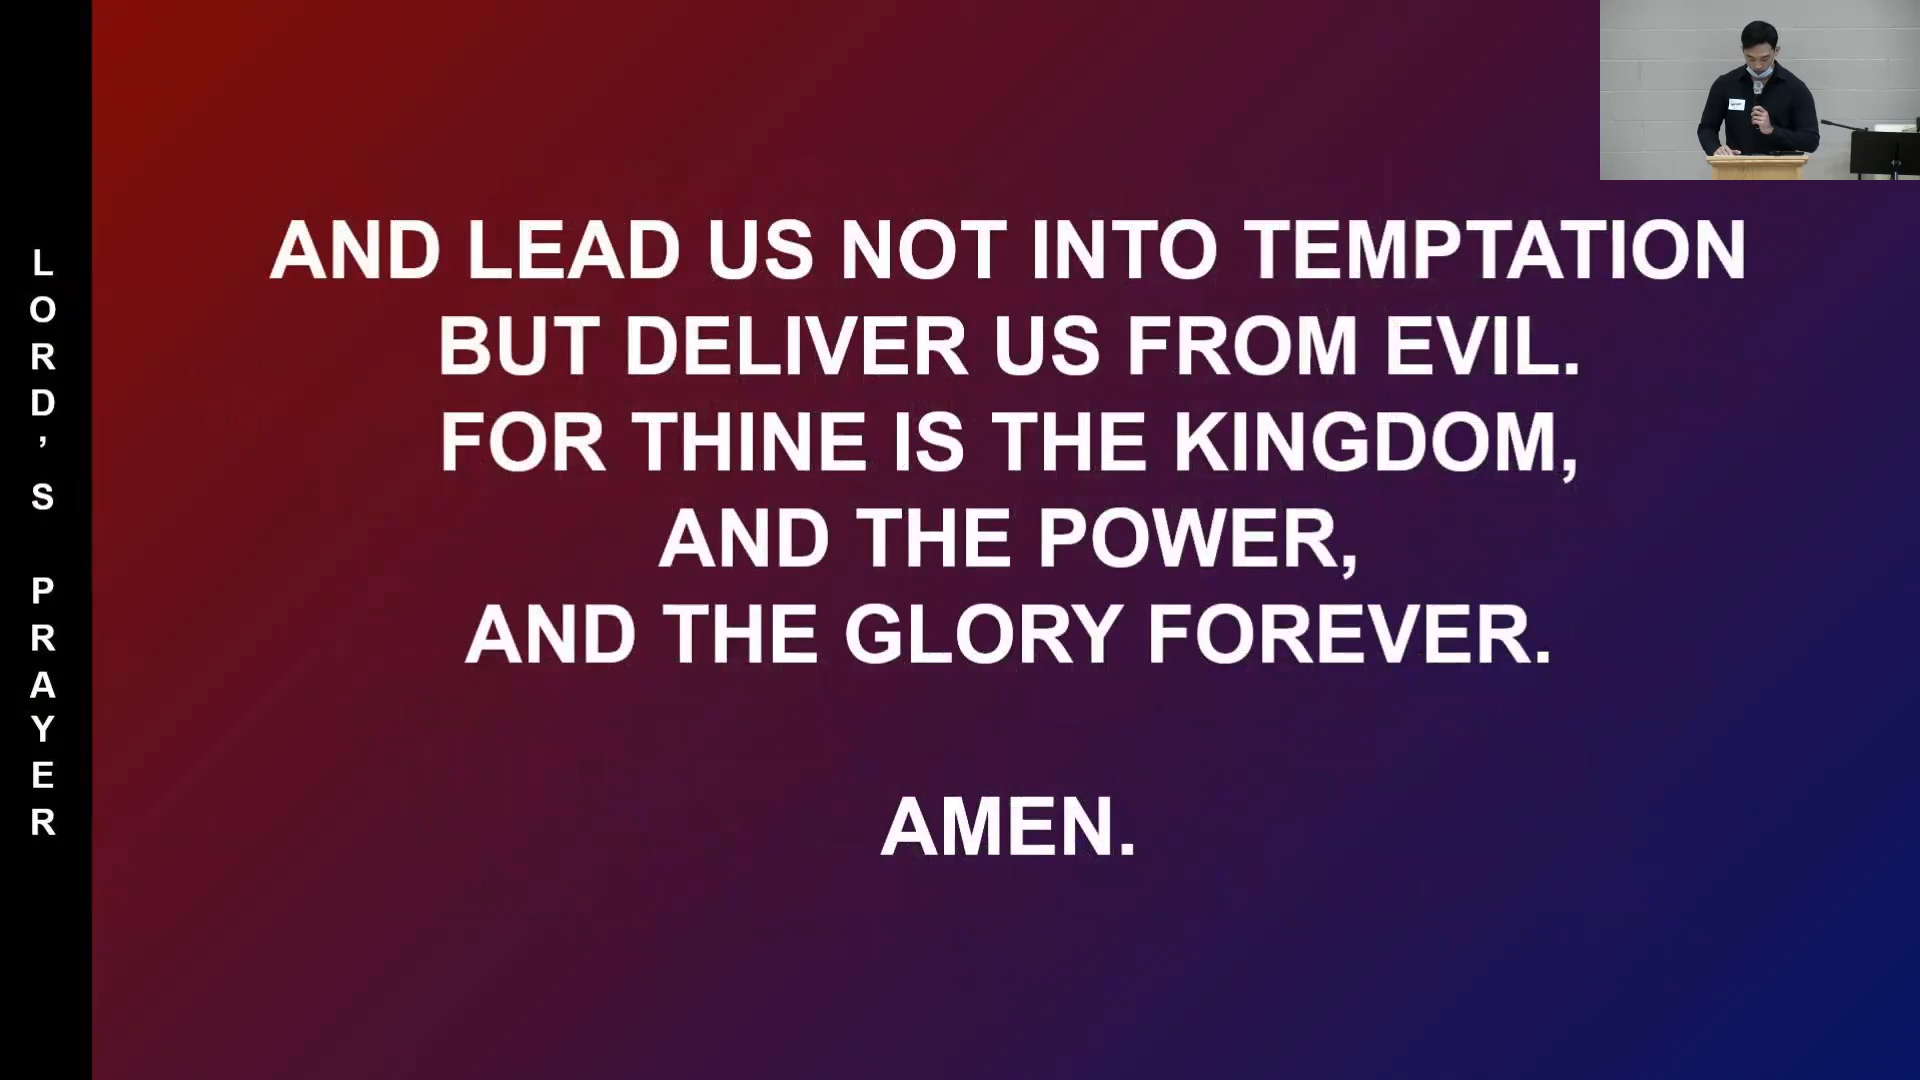 LORD’S PRAYER
AND LEAD US NOT INTO TEMPTATION
BUT DELIVER US FROM EVIL.
FOR THINE IS THE KINGDOM,
AND THE POWER,
AND THE GLORY FOREVER.
AMEN.